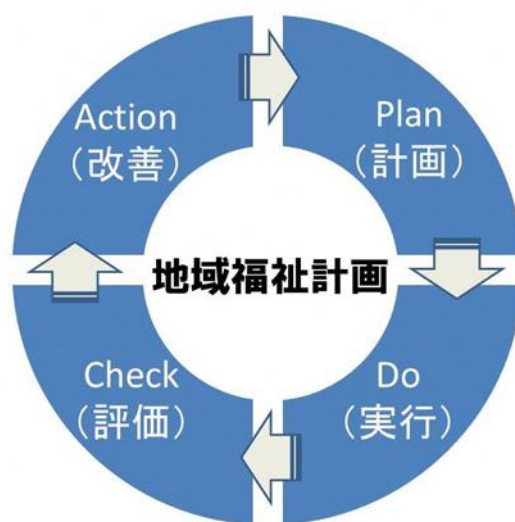 Action
（改善）
Plan
（計画）
地域福祉計画
Check
（評価）
Do
（実行）